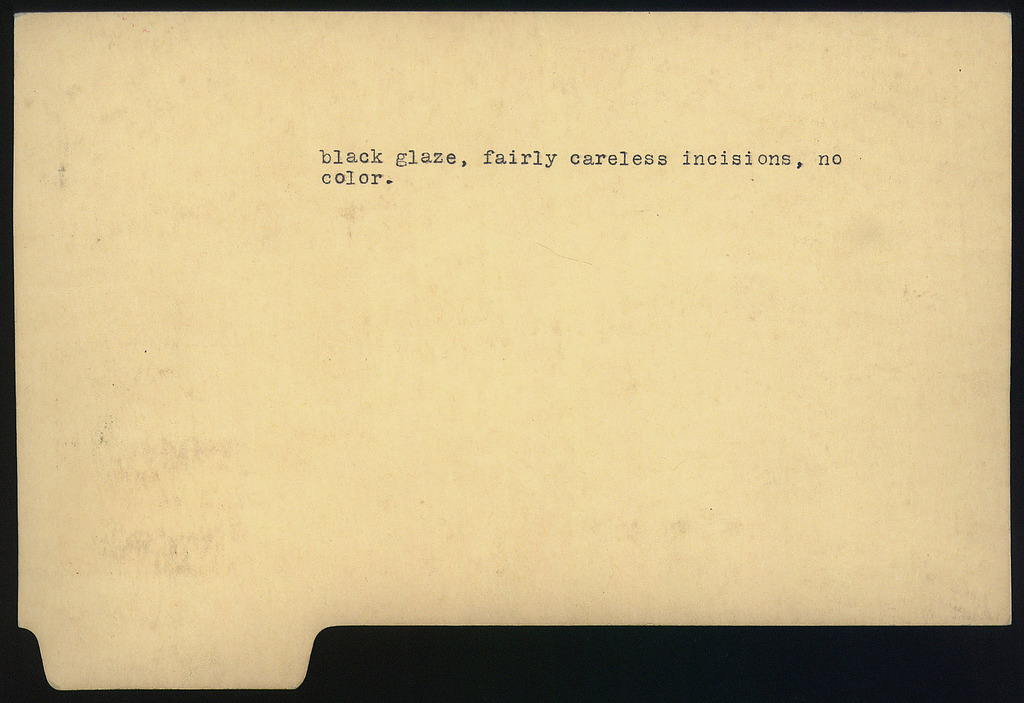 black glaze, fairly careless incisions, no
color.